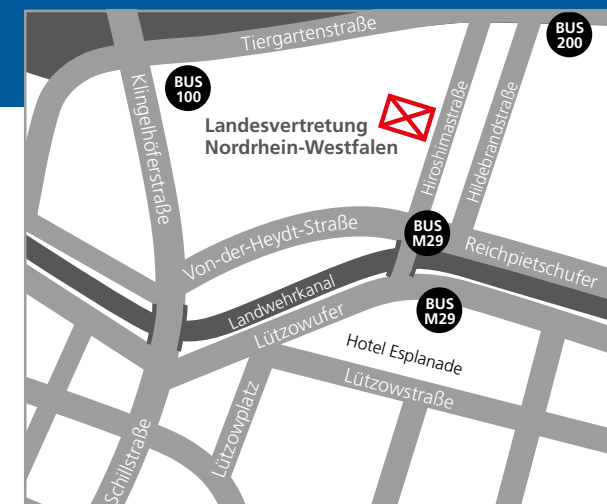 Tiergartenstraße
BUS
200
BUS
100
Klingelhöferstraße
Landesvertretung
Nordrhein-Westfalen
Hiroshimastraße
Hildebrandstraße
Von-der-Heydt-Straße
BUS
M29
Reichpietschufer
Landwehrkanal
Lützowufer
BUS
M29
Hotel Esplanade
Lützowstraße
Lützowplatz
Schillstraße